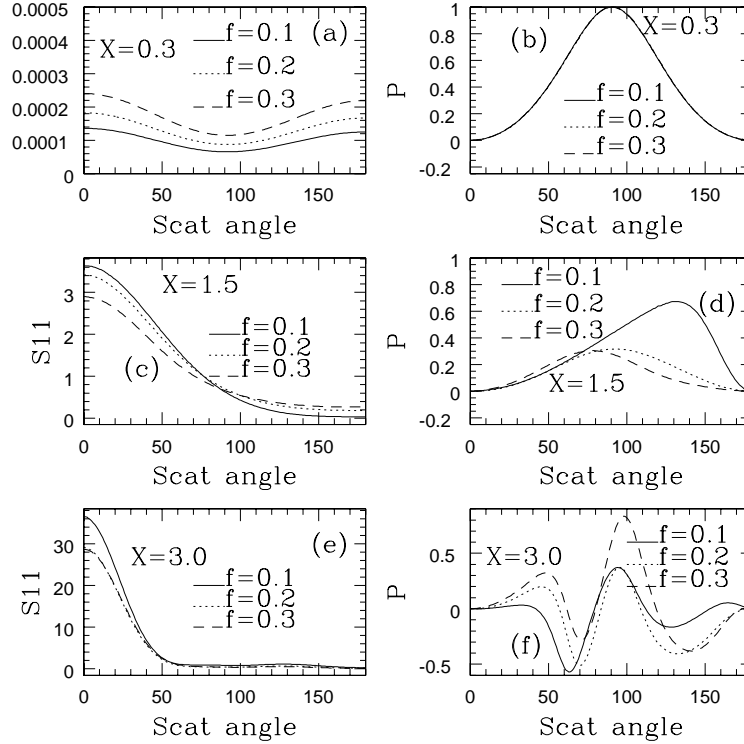 0.0005
0.0004
0.0003
0.0002
0.0001
0
X=0.3
f=0.1
f=0.2
f=0.3
(a)
0 50 100 150
Scat angle
1
0.8
0.6
0.4
0.2
0
-0.2
P
(b)
X=0.3
f=0.1
f=0.2
f=0.3
0 50 100 150
Scat angle
3
2
1
0
S11
X=1.5
f=0.1
f=0.2
f=0.3
(c)
0 50 100 150
Scat angle
1
0.8
0.6
0.4
0.2
0
-0.2
P
f=0.1
f=0.2
f=0.3
(d)
X=1.5
0 50 100 150
Scat angle
30
20
10
0
S11
(e)
X=3.0
f=0.1
f=0.2
f=0.3
0 50 100 150
Scat angle
0.5
0
-0.5
P
X=3.0
f=0.1
f=0.2
f=0.3
(f)
0 50 100 150
Scat angle